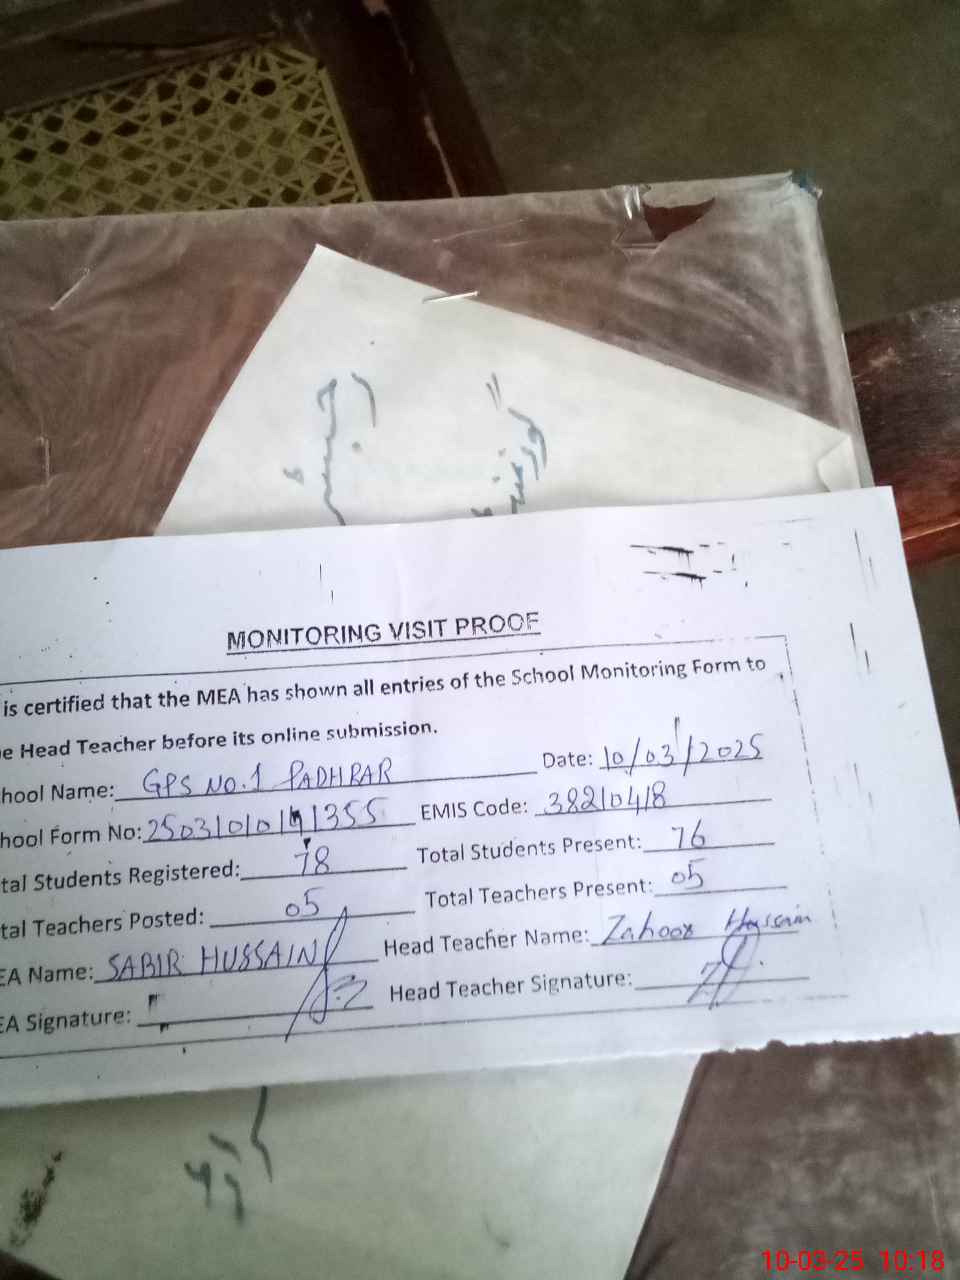 MONITORING VISIT PROOF
is certified that the MEA has shown all entries of the School Monitoring Form to
e Head Teacher before its online submission.
hool Name: GPS NO.1 PADHRAR Date: 10/03/2025
hool Form No: EMIS Code: 38210418
tal Students Registered: 78 Total Students Present: 76
tal Teachers Posted: 05 Total Teachers Present: 05
EA Name: SABIR HUSSAIN Head Teacher Name: Zahoor Hussain
EA Signature: Head Teacher Signature:
10-03-25 10:18